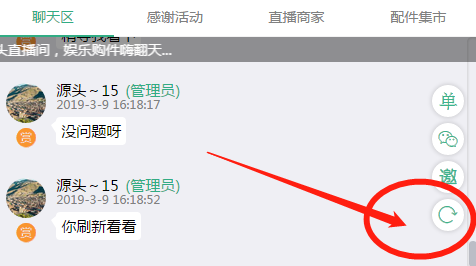 聊天区 感谢活动 直播商家 配件集市
头直播间，娱乐购件嗨翻天...
源头～15 (管理员)
单
2019-3-9 16:18:17
赏 没问题呀
邀
源头～15 (管理员)
2019-3-9 16:18:52
赏 你刷新看看